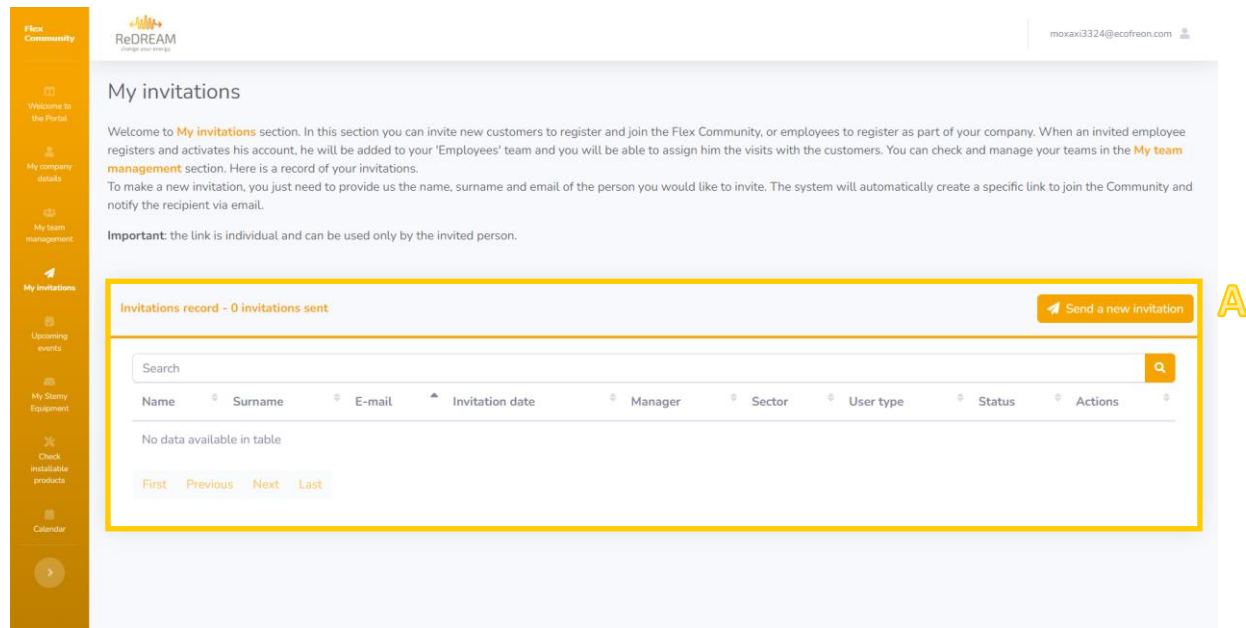 Flex
Community
ReDREAM
change your energy
moxaxi3324@ecofreon.com
Welcome to
the Portal
My company
details
My team
management
My invitations
Upcoming
events
My Stemy
Equipment
Check
installable
products
Calendar
My invitations
Welcome to My invitations section. In this section you can invite new customers to register and join the Flex Community, or employees to register as part of your company. When an invited employee
registers and activates his account, he will be added to your 'Employees' team and you will be able to assign him the visits with the customers. You can check and manage your teams in the My team
management section. Here is a record of your invitations.
To make a new invitation, you just need to provide us the name, surname and email of the person you would like to invite. The system will automatically create a specific link to join the Community and
notify the recipient via email.
Important: the link is individual and can be used only by the invited person.
Invitations record - 0 invitations sent
Send a new invitation
A
Search
Name Surname E-mail Invitation date Manager Sector User type Status Actions
No data available in table
First Previous Next Last